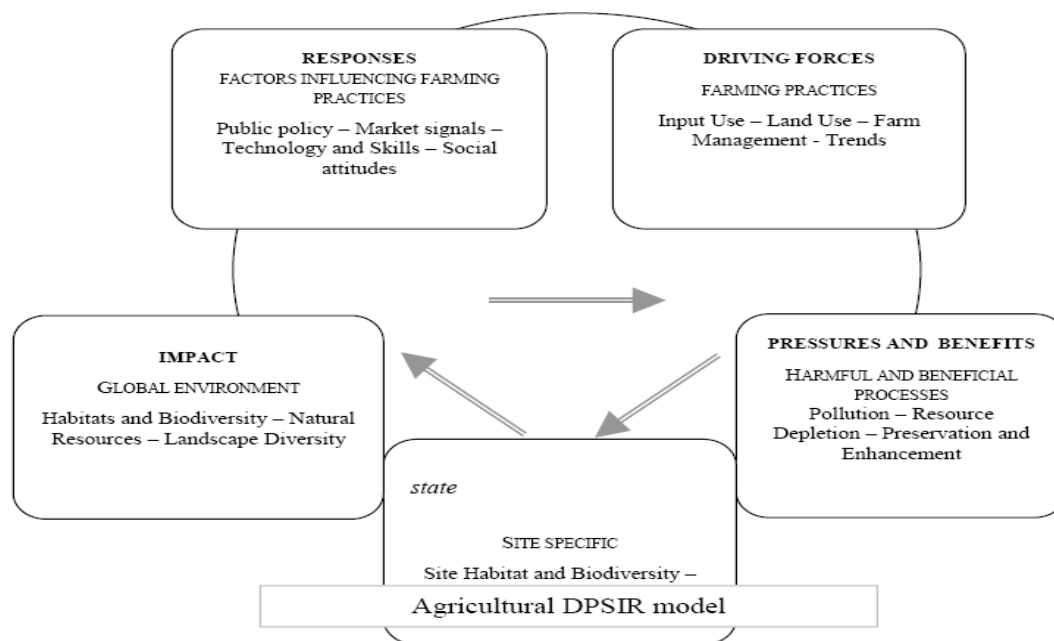 RESPONSES
FACTORS INFLUENCING FARMING
PRACTICES
Public policy – Market signals –
Technology and Skills – Social
attitudes
DRIVING FORCES
FARMING PRACTICES
Input Use – Land Use – Farm
Management - Trends
IMPACT
GLOBAL ENVIRONMENT
Habitats and Biodiversity – Natural
Resources – Landscape Diversity
PRESSURES AND BENEFITS
HARMFUL AND BENEFICIAL
PROCESSES
Pollution – Resource
Depletion – Preservation and
Enhancement
state
SITE SPECIFIC
Site Habitat and Biodiversity –
Agricultural DPSIR model